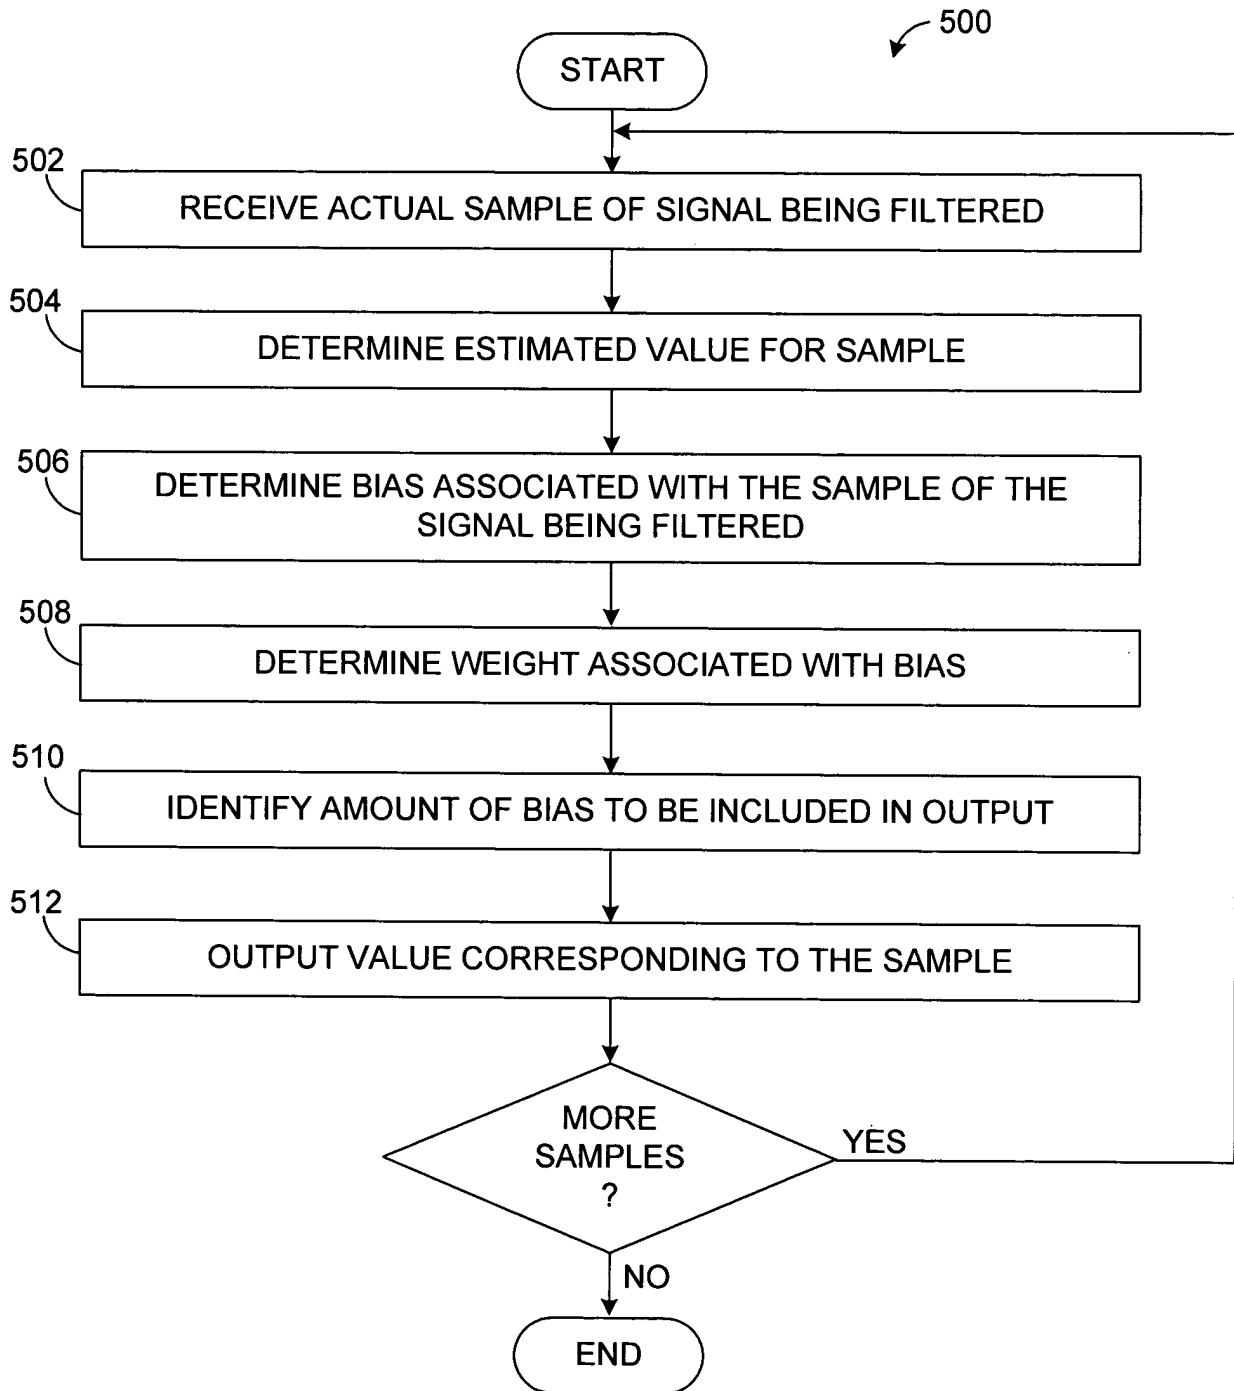 500
START
502
RECEIVE ACTUAL SAMPLE OF SIGNAL BEING FILTERED
504
DETERMINE ESTIMATED VALUE FOR SAMPLE
506
DETERMINE BIAS ASSOCIATED WITH THE SAMPLE OF THE
SIGNAL BEING FILTERED
508
DETERMINE WEIGHT ASSOCIATED WITH BIAS
510
IDENTIFY AMOUNT OF BIAS TO BE INCLUDED IN OUTPUT
512
OUTPUT VALUE CORRESPONDING TO THE SAMPLE
MORE
SAMPLES
?
YES
NO
END